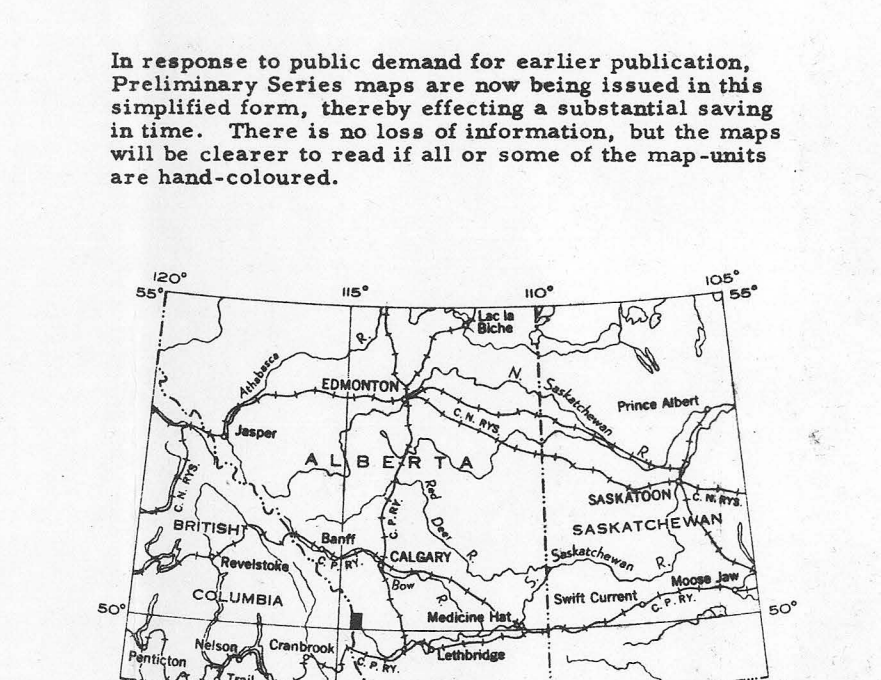 In response to public demand for earlier publication,
Preliminary Series maps are now being issued in this
simplified form, thereby effecting a substantial saving
in time. There is no loss of information, but the maps
will be clearer to read if all or some of the map-units
are hand-coloured.
120°
105°
55°
115°
110°
55°
Lac la
Biche
R.
Athabasca
EDMONTON
N. Saskatchewan R.
Prince Albert
Jasper
C. N. RYS.
ALBERTA
C. N. RYS.
Red Deer R.
SASKATOON
C. N. RYS.
C. P. RY.
BRITISH
SASKATCHEWAN
Banff
Revelstoke
C. P. RY.
CALGARY
S. Saskatchewan R.
Bow R.
Moose Jaw
COLUMBIA
Swift Current
C. P. RY.
50°
Medicine Hat
50°
Nelson
Cranbrook
Penticton
C. P. RY.
Lethbridge
Trail